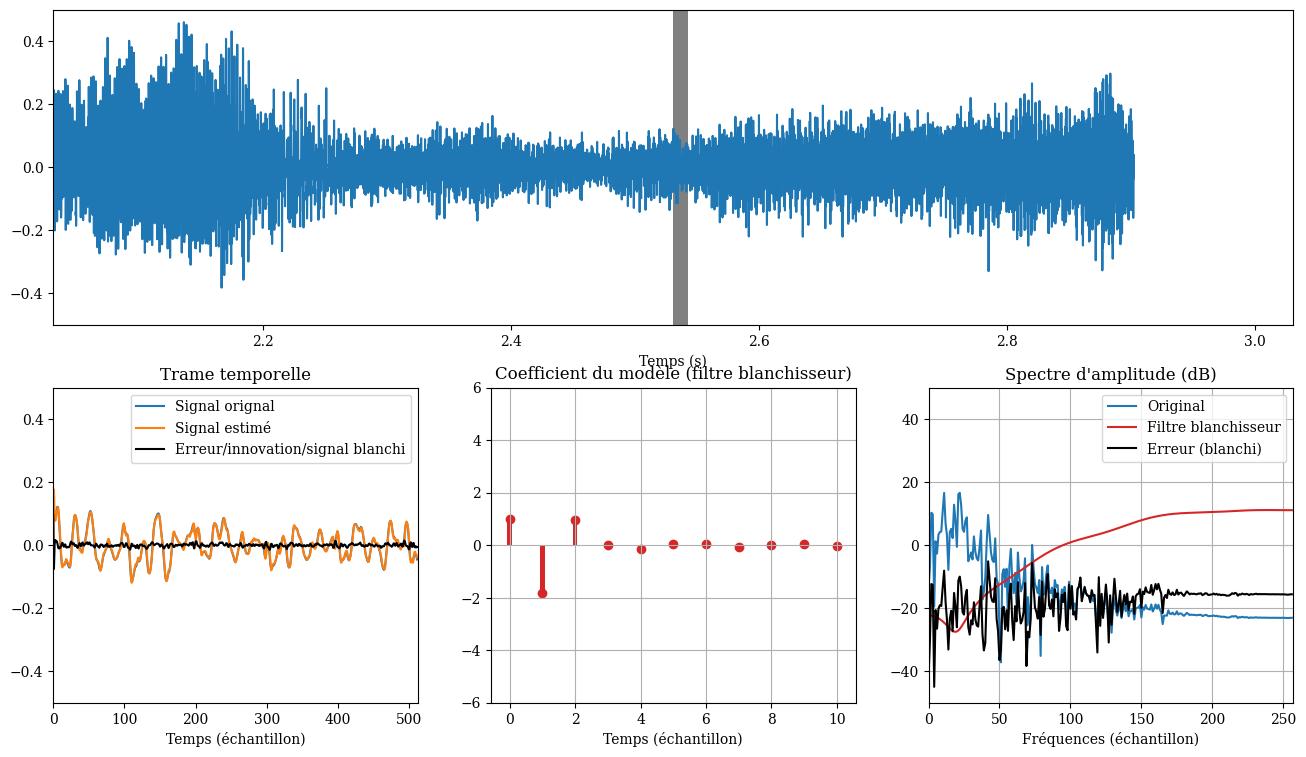 0.4
0.2
0.0
−0.2
−0.4
2.2 2.4 2.6 2.8 3.0
Temps (s)
Trame temporelle
Signal orignal
Signal estimé
Erreur/innovation/signal blanchi
0.4
0.2
0.0
−0.2
−0.4
0 100 200 300 400 500
Temps (échantillon)
Coefficient du modèle (filtre blanchisseur)
6
4
2
0
−2
−4
−6
0 2 4 6 8 10
Temps (échantillon)
Spectre d'amplitude (dB)
Original
Filtre blanchisseur
Erreur (blanchi)
40
20
0
−20
−40
0 50 100 150 200 250
Fréquences (échantillon)